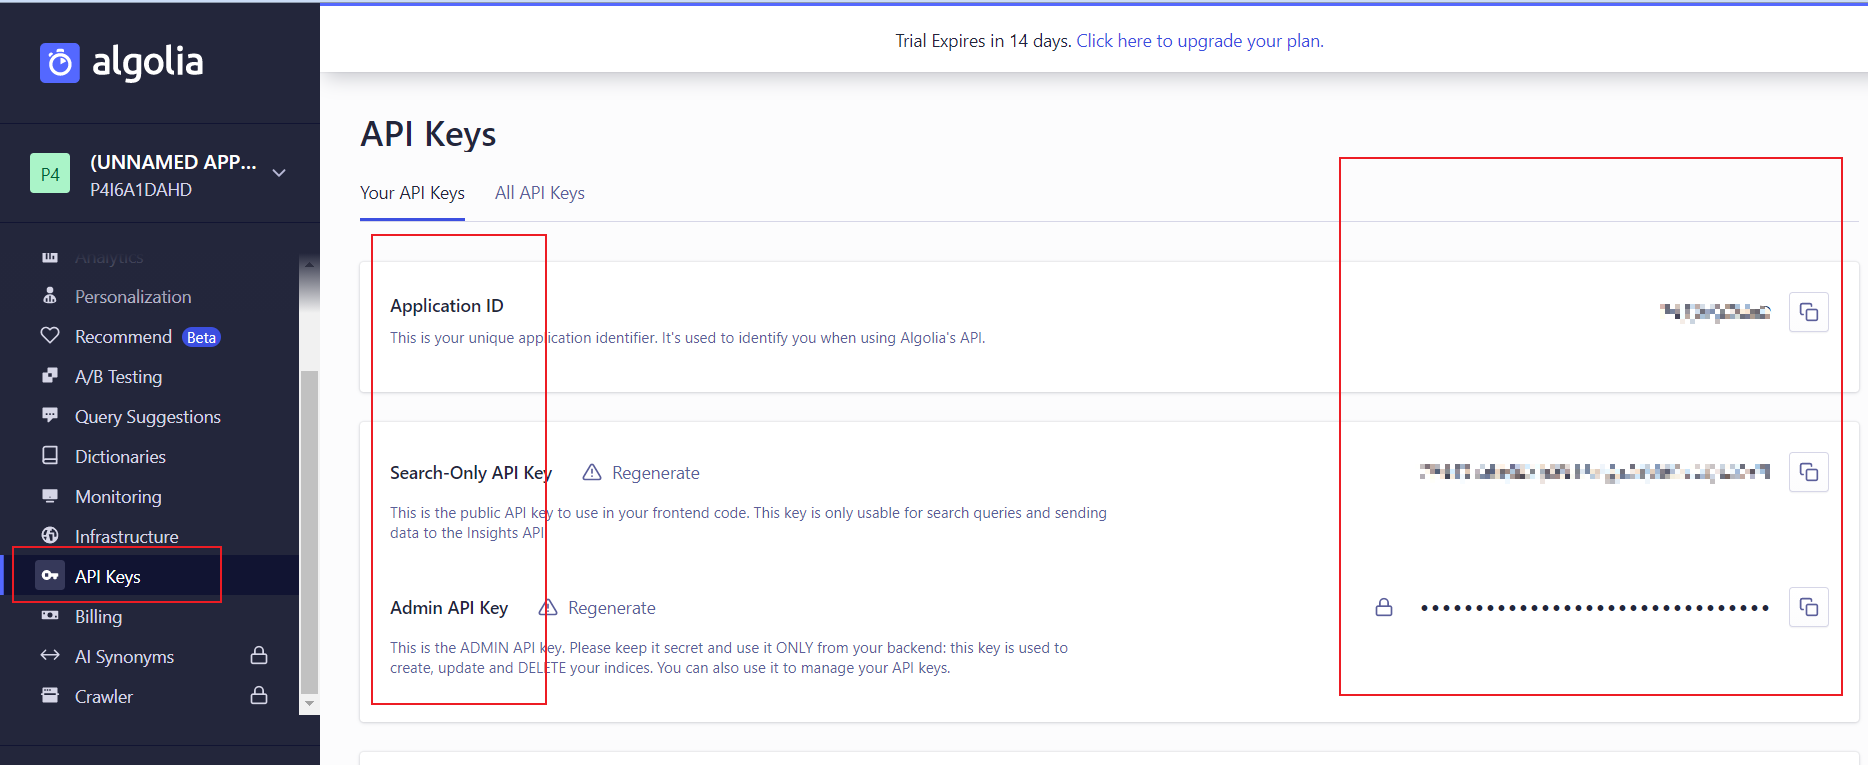 algolia
Trial Expires in 14 days. Click here to upgrade your plan.
P4
(UNNAMED APP...
P4I6A1DAHD
Analytics
Personalization
Recommend Beta
A/B Testing
Query Suggestions
Dictionaries
Monitoring
Infrastructure
API Keys
Billing
AI Synonyms
Crawler
API Keys
Your API Keys
All API Keys
Application ID
This is your unique application identifier. It's used to identify you when using Algolia's API.
Search-Only API Key
Regenerate
This is the public API key to use in your frontend code. This key is only usable for search queries and sending
data to the Insights API
Admin API Key
Regenerate
••••••••••••••••••••••••••••••••
This is the ADMIN API key. Please keep it secret and use it ONLY from your backend: this key is used to
create, update and DELETE your indices. You can also use it to manage your API keys.